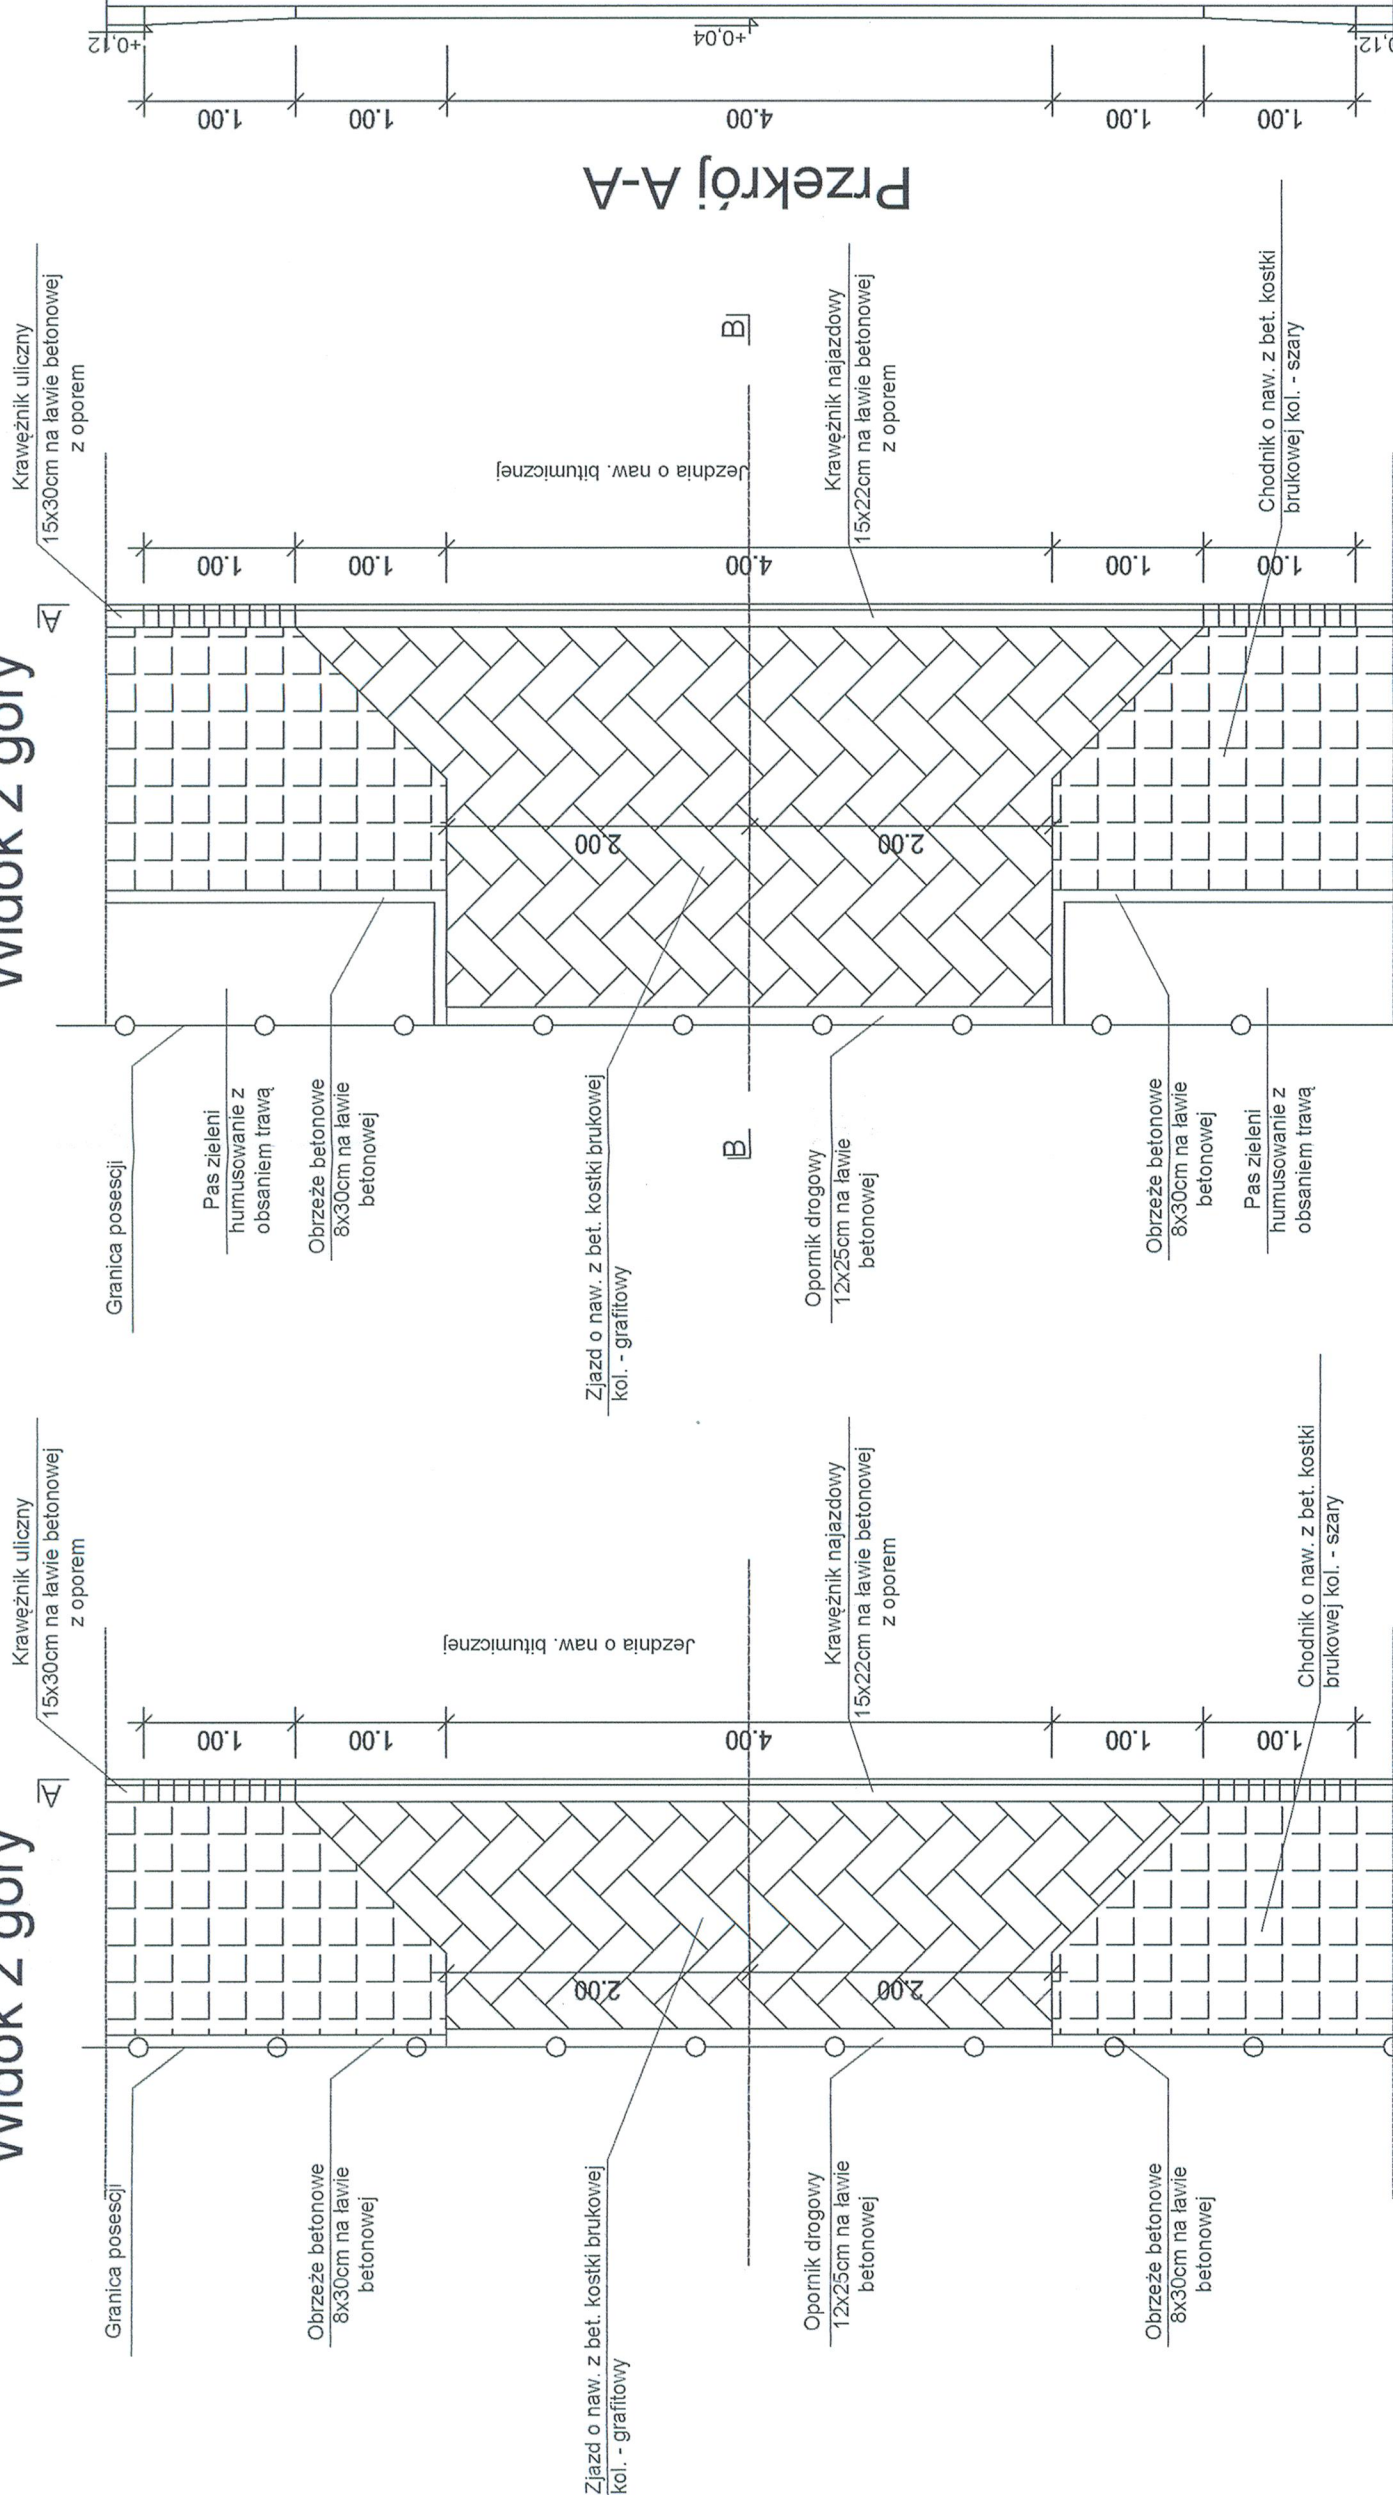 Widok z góry
A
Krawężnik uliczny
15x30cm na ławie betonowej
z oporem
1.00
1.00
4.00
1.00
1.00
Jezdnia o naw. bitumicznej
Krawężnik najazdowy
15x22cm na ławie betonowej
z oporem
Chodnik o naw. z bet. kostki
brukowej kol. - szary
2.00
2.00
Granica posescji
Obrzeże betonowe
8x30cm na ławie
betonowej
Zjazd o naw. z bet. kostki brukowej
kol. - grafitowy
Opornik drogowy
12x25cm na ławie
betonowej
Obrzeże betonowe
8x30cm na ławie
betonowej
Widok z góry
A
Krawężnik uliczny
15x30cm na ławie betonowej
z oporem
1.00
1.00
4.00
1.00
1.00
Jezdnia o naw. bitumicznej
B
B
Krawężnik najazdowy
15x22cm na ławie betonowej
z oporem
Chodnik o naw. z bet. kostki
brukowej kol. - szary
2.00
2.00
Granica posescji
Pas zieleni
humusowanie z
obsaniem trawą
Obrzeże betonowe
8x30cm na ławie
betonowej
Zjazd o naw. z bet. kostki brukowej
kol. - grafitowy
Opornik drogowy
12x25cm na ławie
betonowej
Obrzeże betonowe
8x30cm na ławie
betonowej
Pas zieleni
humusowanie z
obsaniem trawą
Przekrój A-A
1.00
1.00
4.00
1.00
1.00
+0,12
+0,04
0,12